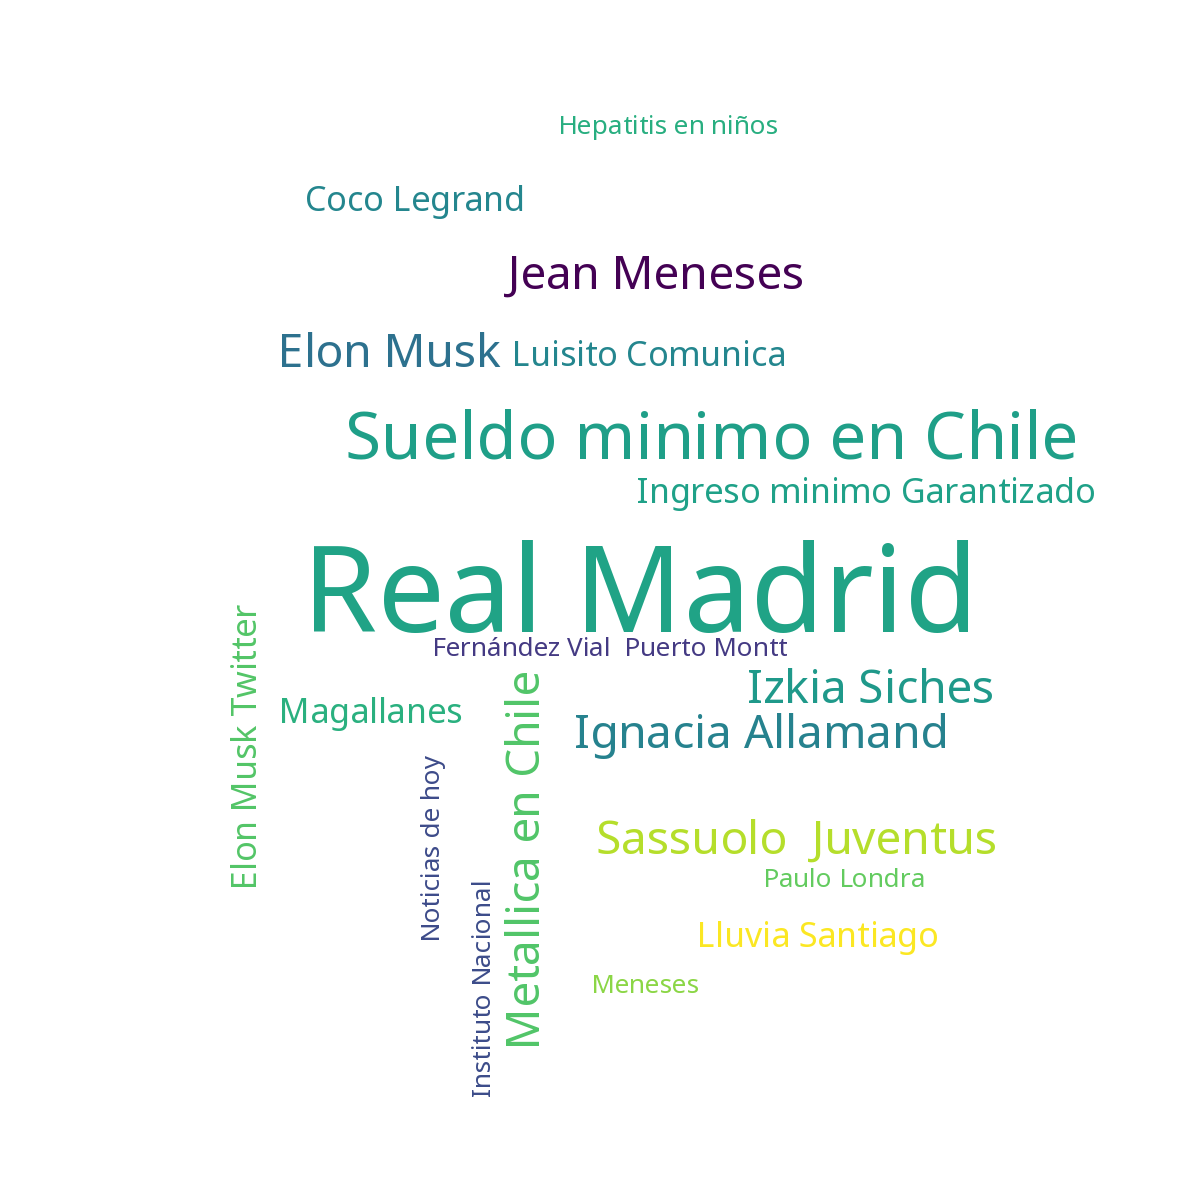 Hepatitis en niños
Coco Legrand
Jean Meneses
Elon Musk
Luisito Comunica
Sueldo minimo en Chile
Ingreso minimo Garantizado
Real Madrid
Fernández Vial  Puerto Montt
Izkia Siches
Elon Musk Twitter
Magallanes
Ignacia Allamand
Metallica en Chile
Noticias de hoy
Sassuolo  Juventus
Paulo Londra
Lluvia Santiago
Instituto Nacional
Meneses